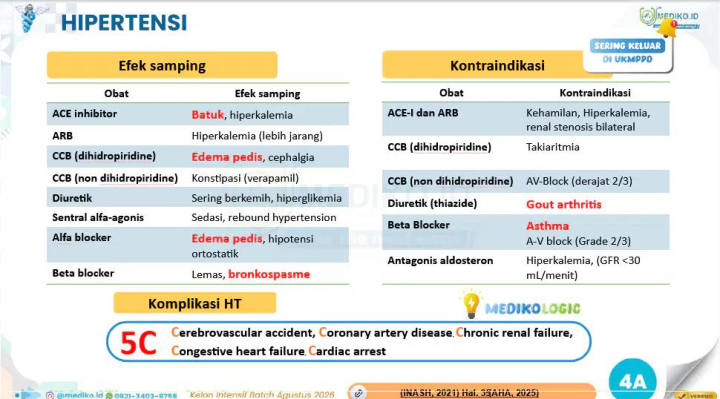 HIPERTENSI
MEDIKO.ID
SERING KELUAR
DI UKMPPD
Efek samping
Obat Efek samping
ACE inhibitor Batuk, hiperkalemia
ARB Hiperkalemia (lebih jarang)
CCB (dihidropiridine) Edema pedis, cephalgia
CCB (non dihidropiridine) Konstipasi (verapamil)
Diuretik Sering berkemih, hiperglikemia
Sentral alfa-agonis Sedasi, rebound hypertension
Alfa blocker Edema pedis, hipotensi
ortostatik
Beta blocker Lemas, bronkospasme
Kontraindikasi
Obat Kontraindikasi
ACE-I dan ARB Kehamilan, Hiperkalemia,
renal stenosis bilateral
CCB (dihidropiridine) Takiaritmia
CCB (non dihidropiridine) AV-Block (derajat 2/3)
Diuretik (thiazide) Gout arthritis
Beta Blocker Asthma
A-V block (Grade 2/3)
Antagonis aldosteron Hiperkalemia, (GFR <30
mL/menit)
Komplikasi HT
MEDIKOLOGIC
5C
Cerebrovascular accident, Coronary artery disease, Chronic renal failure,
Congestive heart failure, Cardiac arrest
4A
@mediko.id 0821-3403-8758 Kelan Intensif Batch Agustus 2026
(INASH, 2021) Hal. 35(AHA, 2025)